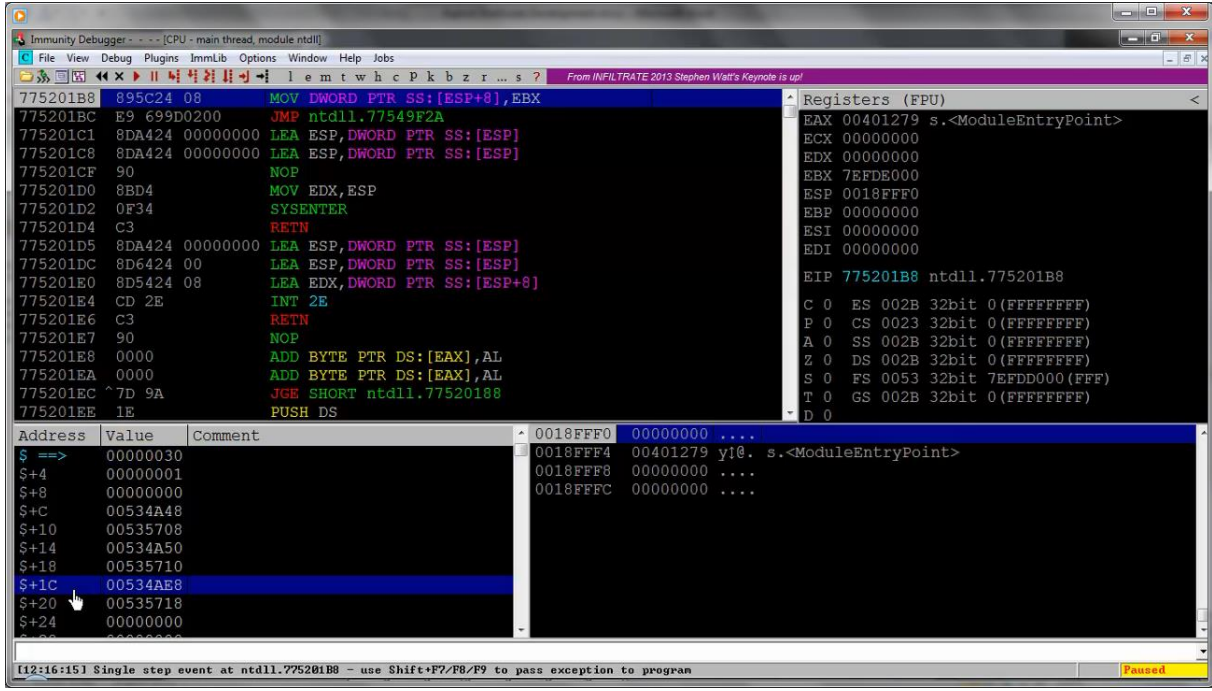 Immunity Debugger - - - - [CPU - main thread, module ntdll]
C File View Debug Plugins ImmLib Options Window Help Jobs
l e m t w h c P k b z r ... s ? From INFILTRATE 2013 Stephen Watt's Keynote is up!
775201B8 895C24 08 MOV DWORD PTR SS:[ESP+8],EBX
775201BC E9 699D0200 JMP ntdll.77549F2A
775201C1 8DA424 00000000 LEA ESP,DWORD PTR SS:[ESP]
775201C8 8DA424 00000000 LEA ESP,DWORD PTR SS:[ESP]
775201CF 90 NOP
775201D0 8BD4 MOV EDX,ESP
775201D2 0F34 SYSENTER
775201D4 C3 RETN
775201D5 8DA424 00000000 LEA ESP,DWORD PTR SS:[ESP]
775201DC 8D6424 00 LEA ESP,DWORD PTR SS:[ESP]
775201E0 8D5424 08 LEA EDX,DWORD PTR SS:[ESP+8]
775201E4 CD 2E INT 2E
775201E6 C3 RETN
775201E7 90 NOP
775201E8 0000 ADD BYTE PTR DS:[EAX],AL
775201EA 0000 ADD BYTE PTR DS:[EAX],AL
775201EC ^7D 9A JGE SHORT ntdll.77520188
775201EE 1E PUSH DS
Registers (FPU) <
EAX 00401279 s.<ModuleEntryPoint>
ECX 00000000
EDX 00000000
EBX 7EFDE000
ESP 0018FFF0
EBP 00000000
ESI 00000000
EDI 00000000
EIP 775201B8 ntdll.775201B8
C 0 ES 002B 32bit 0(FFFFFFFF)
P 0 CS 0023 32bit 0(FFFFFFFF)
A 0 SS 002B 32bit 0(FFFFFFFF)
Z 0 DS 002B 32bit 0(FFFFFFFF)
S 0 FS 0053 32bit 7EFDD000(FFF)
T 0 GS 002B 32bit 0(FFFFFFFF)
D 0
Address Value Comment
$ ==> 00000030
$+4 00000001
$+8 00000000
$+C 00534A48
$+10 00535708
$+14 00534A50
$+18 00535710
$+1C 00534AE8
$+20 00535718
$+24 00000000
0018FFF0 00000000 ....
0018FFF4 00401279 y↕@. s.<ModuleEntryPoint>
0018FFF8 00000000 ....
0018FFFC 00000000 ....
[12:16:15] Single step event at ntdll.775201B8 - use Shift+F7/F8/F9 to pass exception to program
Paused